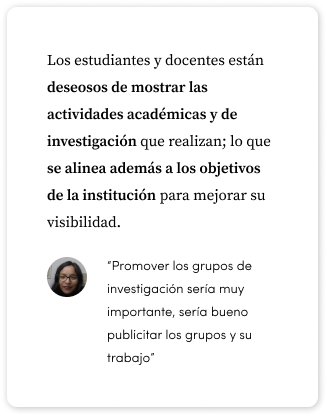 Los estudiantes y docentes están
deseosos de mostrar las
actividades académicas y de
investigación que realizan; lo que
se alinea además a los objetivos
de la institución para mejorar su
visibilidad.
“Promover los grupos de
investigación sería muy
importante, sería bueno
publicitar los grupos y su
trabajo”